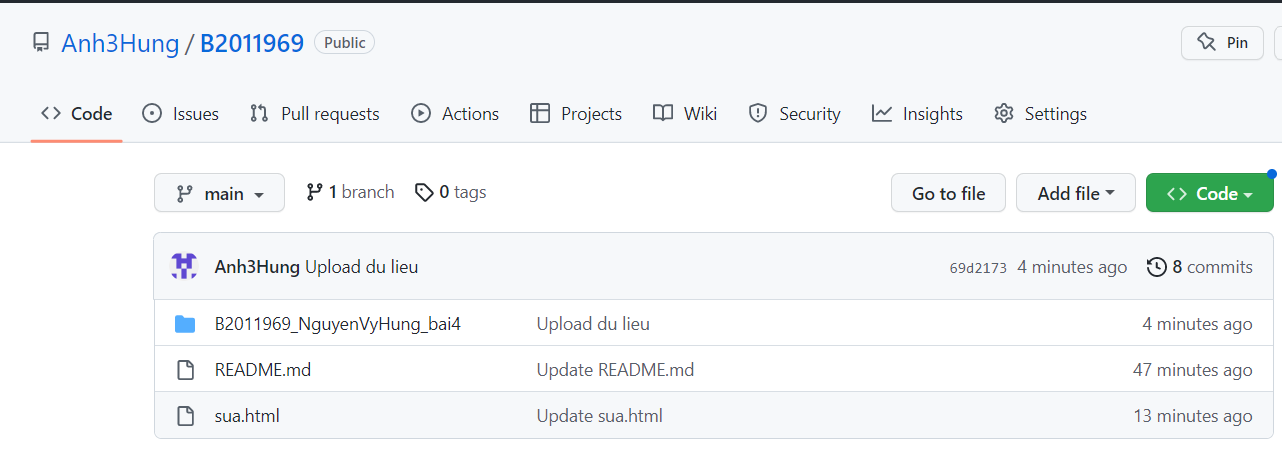 Anh3Hung / B2011969 Public Pin
Code Issues Pull requests Actions Projects Wiki Security Insights Settings
main 1 branch 0 tags Go to file Add file Code
Anh3Hung Upload du lieu 69d2173 4 minutes ago 8 commits
B2011969_NguyenVyHung_bai4 Upload du lieu 4 minutes ago
README.md Update README.md 47 minutes ago
sua.html Update sua.html 13 minutes ago